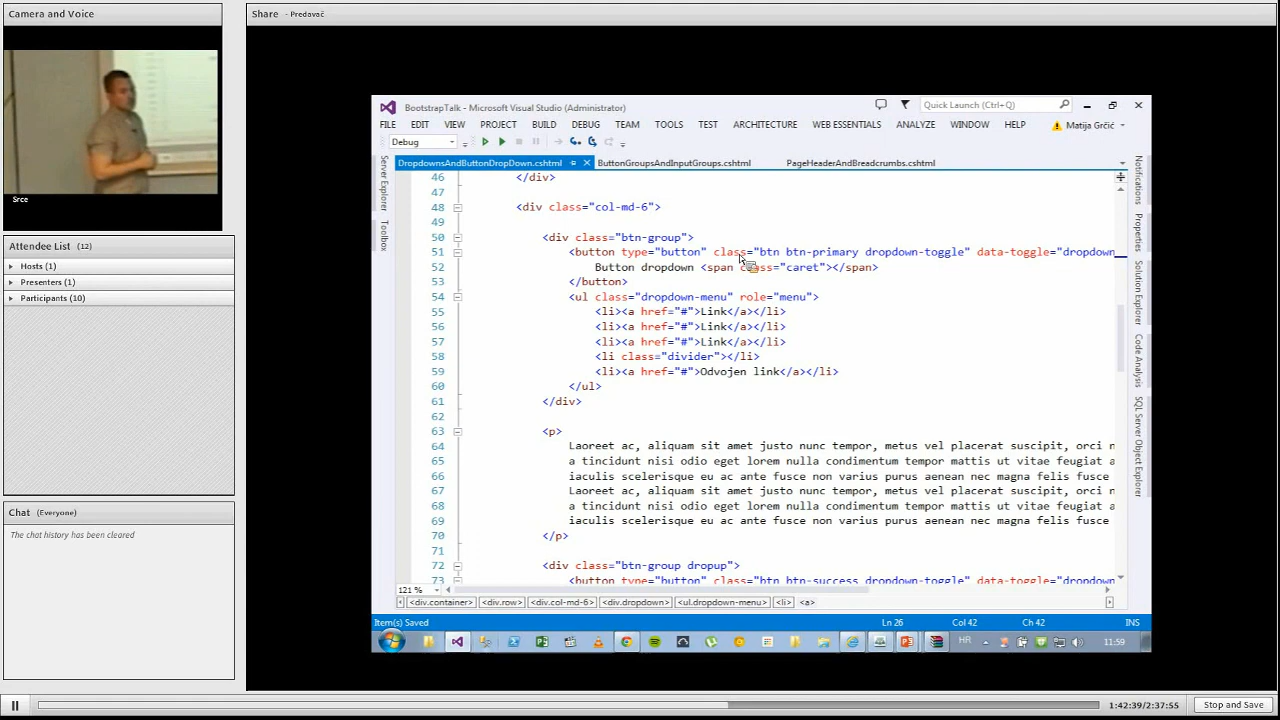 Camera and Voice
Srce
Attendee List (12)
Hosts (1)
Presenters (1)
Participants (10)
Chat (Everyone)
The chat history has been cleared
Share - Predavač
BootstrapTalk - Microsoft Visual Studio (Administrator)
Quick Launch (Ctrl+Q)
FILE EDIT VIEW PROJECT BUILD DEBUG TEAM TOOLS TEST ARCHITECTURE WEB ESSENTIALS ANALYZE WINDOW HELP Matija Grčić
Debug
DropdownsAndButtonDropDown.cshtml ButtonGroupsAndInputGroups.cshtml PageHeaderAndBreadcrumbs.cshtml
Server Explorer
Toolbox
46 </div>
47
48 <div class="col-md-6">
49
50 <div class="btn-group">
51 <button type="button" class="btn btn-primary dropdown-toggle" data-toggle="dropdown
52 Button dropdown <span class="caret"></span>
53 </button>
54 <ul class="dropdown-menu" role="menu">
55 <li><a href="#">Link</a></li>
56 <li><a href="#">Link</a></li>
57 <li><a href="#">Link</a></li>
58 <li class="divider"></li>
59 <li><a href="#">Odvojen link</a></li>
60 </ul>
61 </div>
62
63 <p>
64 Laoreet ac, aliquam sit amet justo nunc tempor, metus vel placerat suscipit, orci n
65 a tincidunt nisi odio eget lorem nulla condimentum tempor mattis ut vitae feugiat a
66 iaculis scelerisque eu ac ante fusce non varius purus aenean nec magna felis fusce
67 Laoreet ac, aliquam sit amet justo nunc tempor, metus vel placerat suscipit, orci n
68 a tincidunt nisi odio eget lorem nulla condimentum tempor mattis ut vitae feugiat a
69 iaculis scelerisque eu ac ante fusce non varius purus aenean nec magna felis fusce
70 </p>
71
72 <div class="btn-group dropup">
73 <button type="button" class="btn btn-success dropdown-toggle" data-toggle="dropdown
Notifications
Properties
Solution Explorer
Code Analysis
SQL Server Object Explorer
121 %
<div.container> <div.row> <div.col-md-6> <div.dropdown> <ul.dropdown-menu> <li> <a>
Item(s) Saved Ln 26 Col 42 Ch 42 INS
HR 11:59
1:42:39/2:37:55 Stop and Save